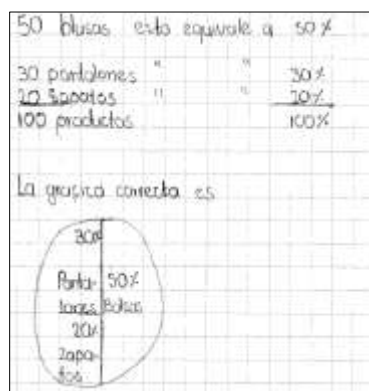 50 blusas esto equivale a 50%
30 pantalones " " 30%
20 zapatos " " 20%
100 productos 100%
La grafica correcta es
30%
Panta- 50%
lones Bolsas
20%
zapa-
tos